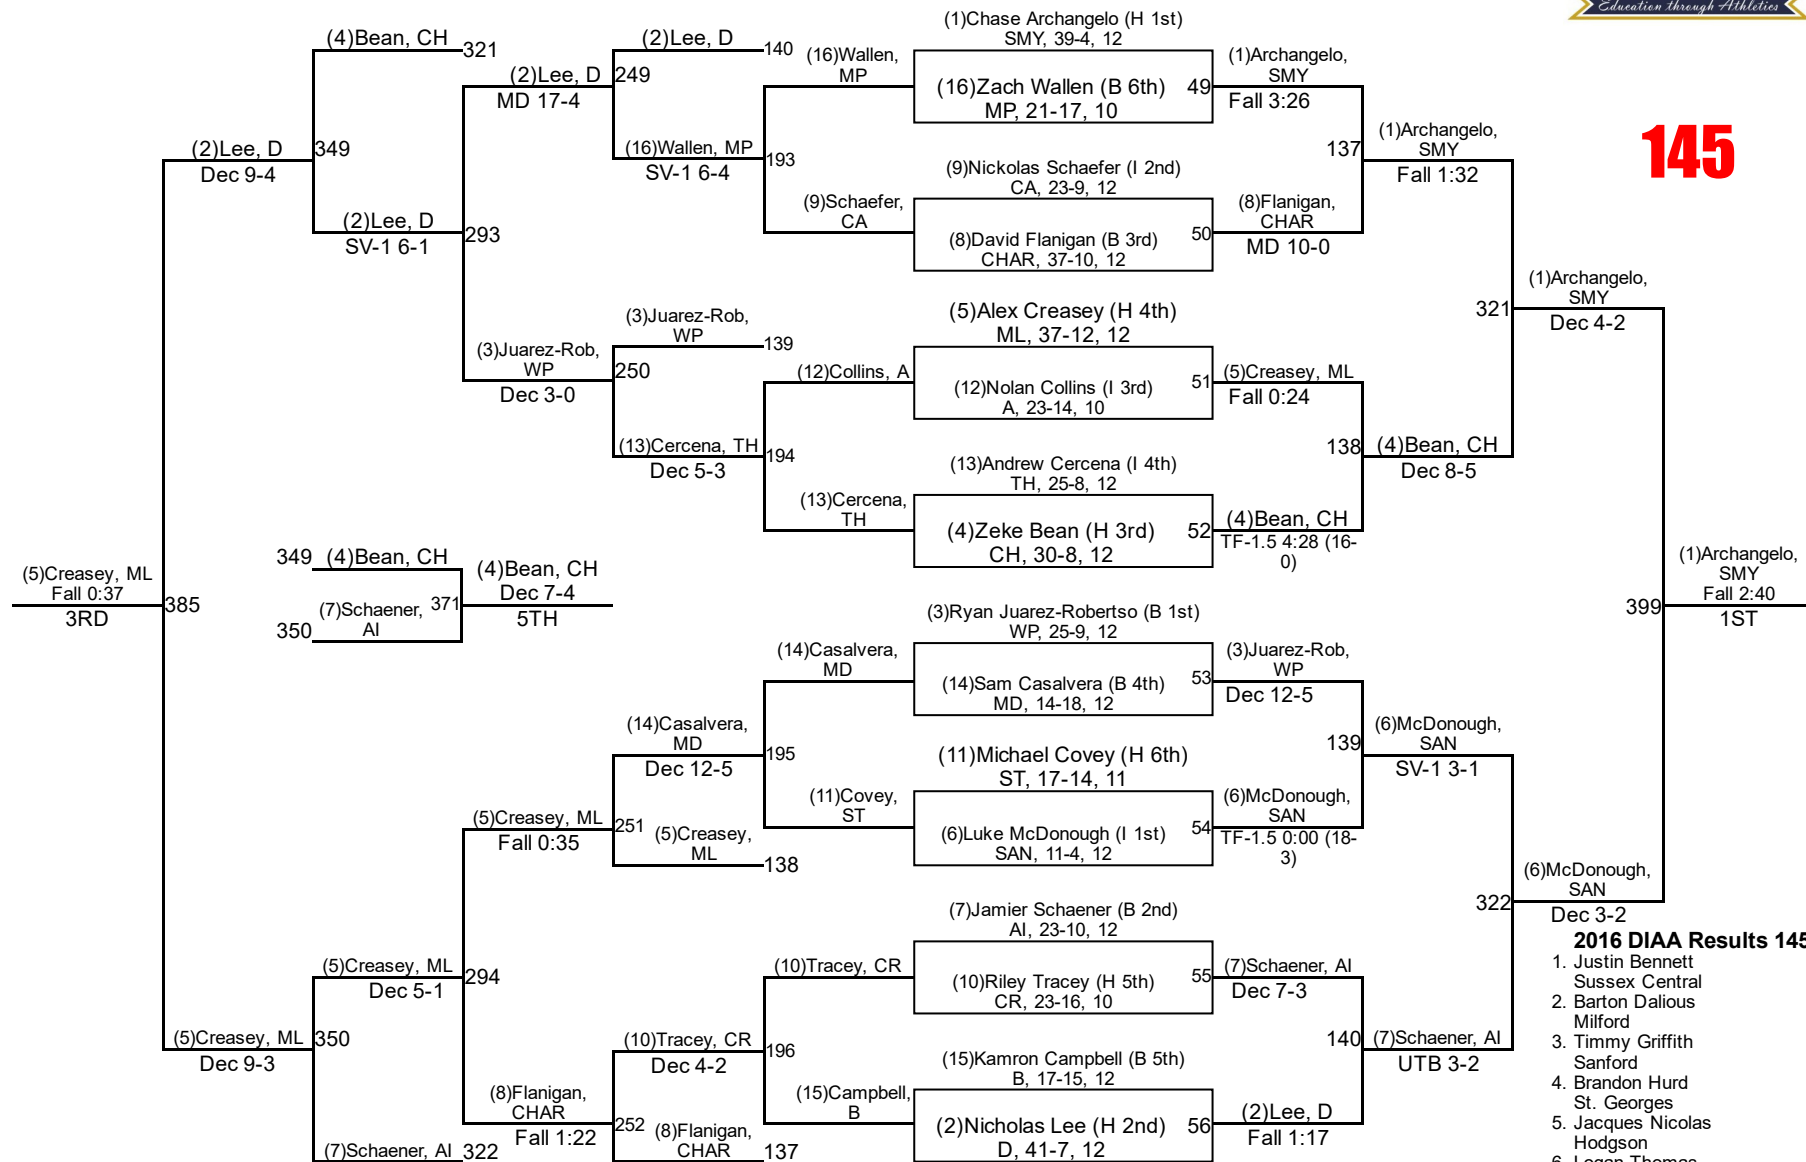 Education through Athletics
145
(4)Bean, CH
321
(2)Lee, D
Dec 9-4
349
(2)Lee, D
SV-1 6-1
293
(2)Lee, D
MD 17-4
249
(2)Lee, D
140
(16)Wallen, MP
SV-1 6-4
193
(16)Wallen,
MP
(9)Schaefer,
CA
(3)Juarez-Rob,
WP
Dec 3-0
250
(3)Juarez-Rob,
WP
139
(13)Cercena, TH
Dec 5-3
194
(12)Collins, A
(13)Cercena,
TH
(5)Creasey, ML
Fall 0:37
3RD
385
349
(4)Bean, CH
350
(7)Schaener,
AI
371
(4)Bean, CH
Dec 7-4
5TH
(14)Casalvera,
MD
(14)Casalvera,
MD
Dec 12-5
195
(11)Covey,
ST
(5)Creasey, ML
Fall 0:35
251
(5)Creasey,
ML
138
(5)Creasey, ML
Dec 5-1
294
(5)Creasey, ML
Dec 9-3
350
(10)Tracey, CR
(10)Tracey, CR
Dec 4-2
196
(15)Campbell,
B
(8)Flanigan,
CHAR
Fall 1:22
252
(8)Flanigan,
CHAR
137
(7)Schaener, AI
322
(1)Chase Archangelo (H 1st)
SMY, 39-4, 12
(16)Zach Wallen (B 6th)
MP, 21-17, 10
49
(9)Nickolas Schaefer (I 2nd)
CA, 23-9, 12
(8)David Flanigan (B 3rd)
CHAR, 37-10, 12
50
(5)Alex Creasey (H 4th)
ML, 37-12, 12
(12)Nolan Collins (I 3rd)
A, 23-14, 10
51
(13)Andrew Cercena (I 4th)
TH, 25-8, 12
(4)Zeke Bean (H 3rd)
CH, 30-8, 12
52
(3)Ryan Juarez-Robertso (B 1st)
WP, 25-9, 12
(14)Sam Casalvera (B 4th)
MD, 14-18, 12
53
(11)Michael Covey (H 6th)
ST, 17-14, 11
(6)Luke McDonough (I 1st)
SAN, 11-4, 12
54
(7)Jamier Schaener (B 2nd)
AI, 23-10, 12
(10)Riley Tracey (H 5th)
CR, 23-16, 10
55
(15)Kamron Campbell (B 5th)
B, 17-15, 12
(2)Nicholas Lee (H 2nd)
D, 41-7, 12
56
(1)Archangelo,
SMY
Fall 3:26
(8)Flanigan,
CHAR
MD 10-0
137
(1)Archangelo,
SMY
Fall 1:32
(5)Creasey, ML
Fall 0:24
(4)Bean, CH
TF-1.5 4:28 (16-
0)
138
(4)Bean, CH
Dec 8-5
321
(1)Archangelo,
SMY
Dec 4-2
(3)Juarez-Rob,
WP
Dec 12-5
(6)McDonough,
SAN
TF-1.5 0:00 (18-
3)
139
(6)McDonough,
SAN
SV-1 3-1
(7)Schaener, AI
Dec 7-3
(2)Lee, D
Fall 1:17
140
(7)Schaener, AI
UTB 3-2
322
(6)McDonough,
SAN
Dec 3-2
399
(1)Archangelo,
SMY
Fall 2:40
1ST
2016 DIAA Results 145
1. Justin Bennett
Sussex Central
2. Barton Dalious
Milford
3. Timmy Griffith
Sanford
4. Brandon Hurd
St. Georges
5. Jacques Nicolas
Hodgson
6. Logan Thomas